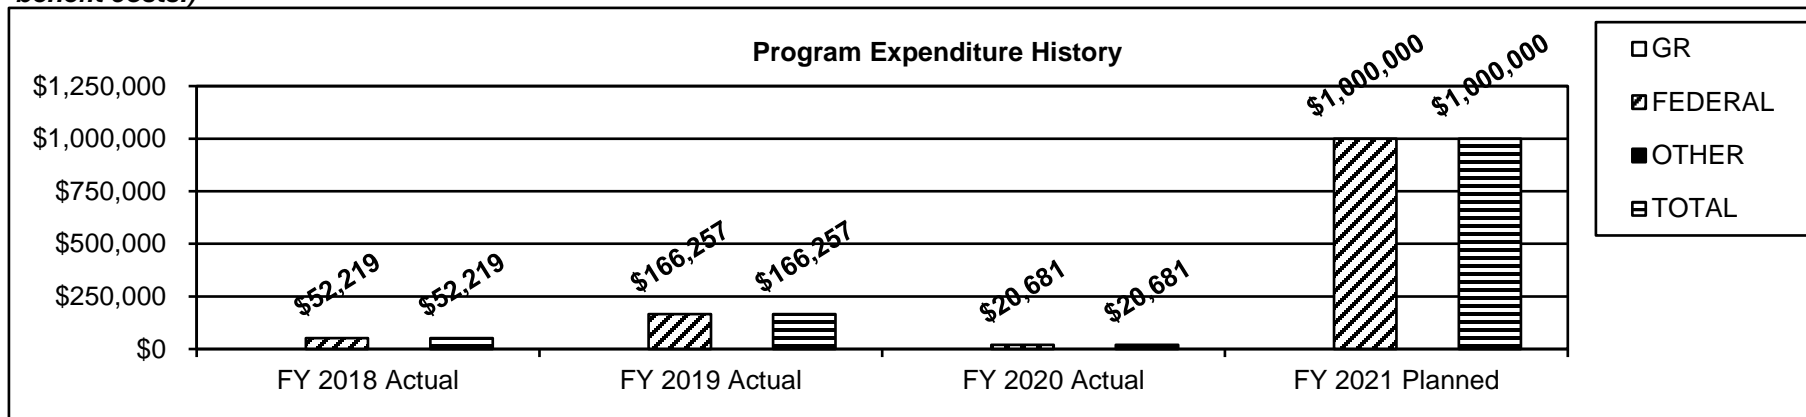 benefit costs.)
Program Expenditure History
GR
FEDERAL
OTHER
TOTAL
$1,250,000
$1,000,000
$750,000
$500,000
$250,000
$0
$52,219
$52,219
$166,257
$166,257
$20,681
$20,681
$1,000,000
$1,000,000
FY 2018 Actual
FY 2019 Actual
FY 2020 Actual
FY 2021 Planned